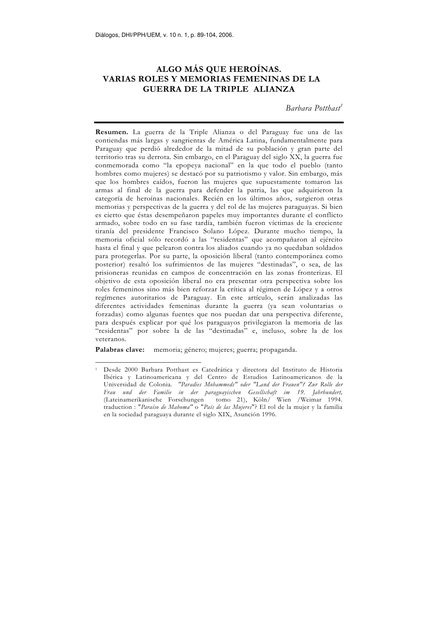 Diálogos, DHI/PPH/UEM, v. 10 n. 1, p. 89-104, 2006.
ALGO MÁS QUE HEROÍNAS.
VARIAS ROLES Y MEMORIAS FEMENINAS DE LA
GUERRA DE LA TRIPLE ALIANZA
Barbara Potthast¹
Resumen. La guerra de la Triple Alianza o del Paraguay fue una de las
contiendas más largas y sangrientas de América Latina, fundamentalmente para
Paraguay que perdió alrededor de la mitad de su población y gran parte del
territorio tras su derrota. Sin embargo, en el Paraguay del siglo XX, la guerra fue
conmemorada como "la epopeya nacional" en la que todo el pueblo (tanto
hombres como mujeres) se destacó por su patriotismo y valor. Sin embargo, más
que los hombres caídos, fueron las mujeres que supuestamente tomaron las
armas al final de la guerra para defender la patria, las que adquirieron la
categoría de heroínas nacionales. Recién en los últimos años, surgieron otras
memorias y perspectivas de la guerra y del rol de las mujeres paraguayas. Si bien
es cierto que éstas desempeñaron papeles muy importantes durante el conflicto
armado, sobre todo en su fase tardía, también fueron víctimas de la creciente
tiranía del presidente Francisco Solano López. Durante mucho tiempo, la
memoria oficial sólo recordó a las "residentas" que acompañaron al ejército
hasta el final y que pelearon contra los aliados cuando ya no quedaban soldados
para protegerlas. Por su parte, la oposición liberal (tanto contemporánea como
posterior) resaltó los sufrimientos de las mujeres "destinadas", o sea, de las
prisioneras reunidas en campos de concentración en las zonas fronterizas. El
objetivo de esta oposición liberal no era presentar otra perspectiva sobre los
roles femeninos sino más bien reforzar la crítica al régimen de López y a otros
regímenes autoritarios de Paraguay. En este artículo, serán analizadas las
diferentes actividades femeninas durante la guerra (ya sean voluntarias o
forzadas) como algunas fuentes que nos puedan dar una perspectiva diferente,
para después explicar por qué los paraguayos privilegiaron la memoria de las
"residentas" por sobre la de las "destinadas" e, incluso, sobre la de los
veteranos.
Palabras clave: memoria; género; mujeres; guerra; propaganda.
¹ Desde 2000 Barbara Potthast es Catedrática y directora del Instituto de Historia
Ibérica y Latinoamericana y del Centro de Estudios Latinoamericanos de la
Universidad de Colonia. "Paradies Mohammeds" oder "Land der Frauen"? Zur Rolle der
Frau und der Familie in der paraguayischen Gesellschaft im 19. Jahrhundert,
(Lateinamerikanische Forschungen tomo 21), Köln/ Wien /Weimar 1994.
traduction : "Paraíso de Mahoma" o "País de las Mujeres"? El rol de la mujer y la familia
en la sociedad paraguaya durante el siglo XIX, Asunción 1996.